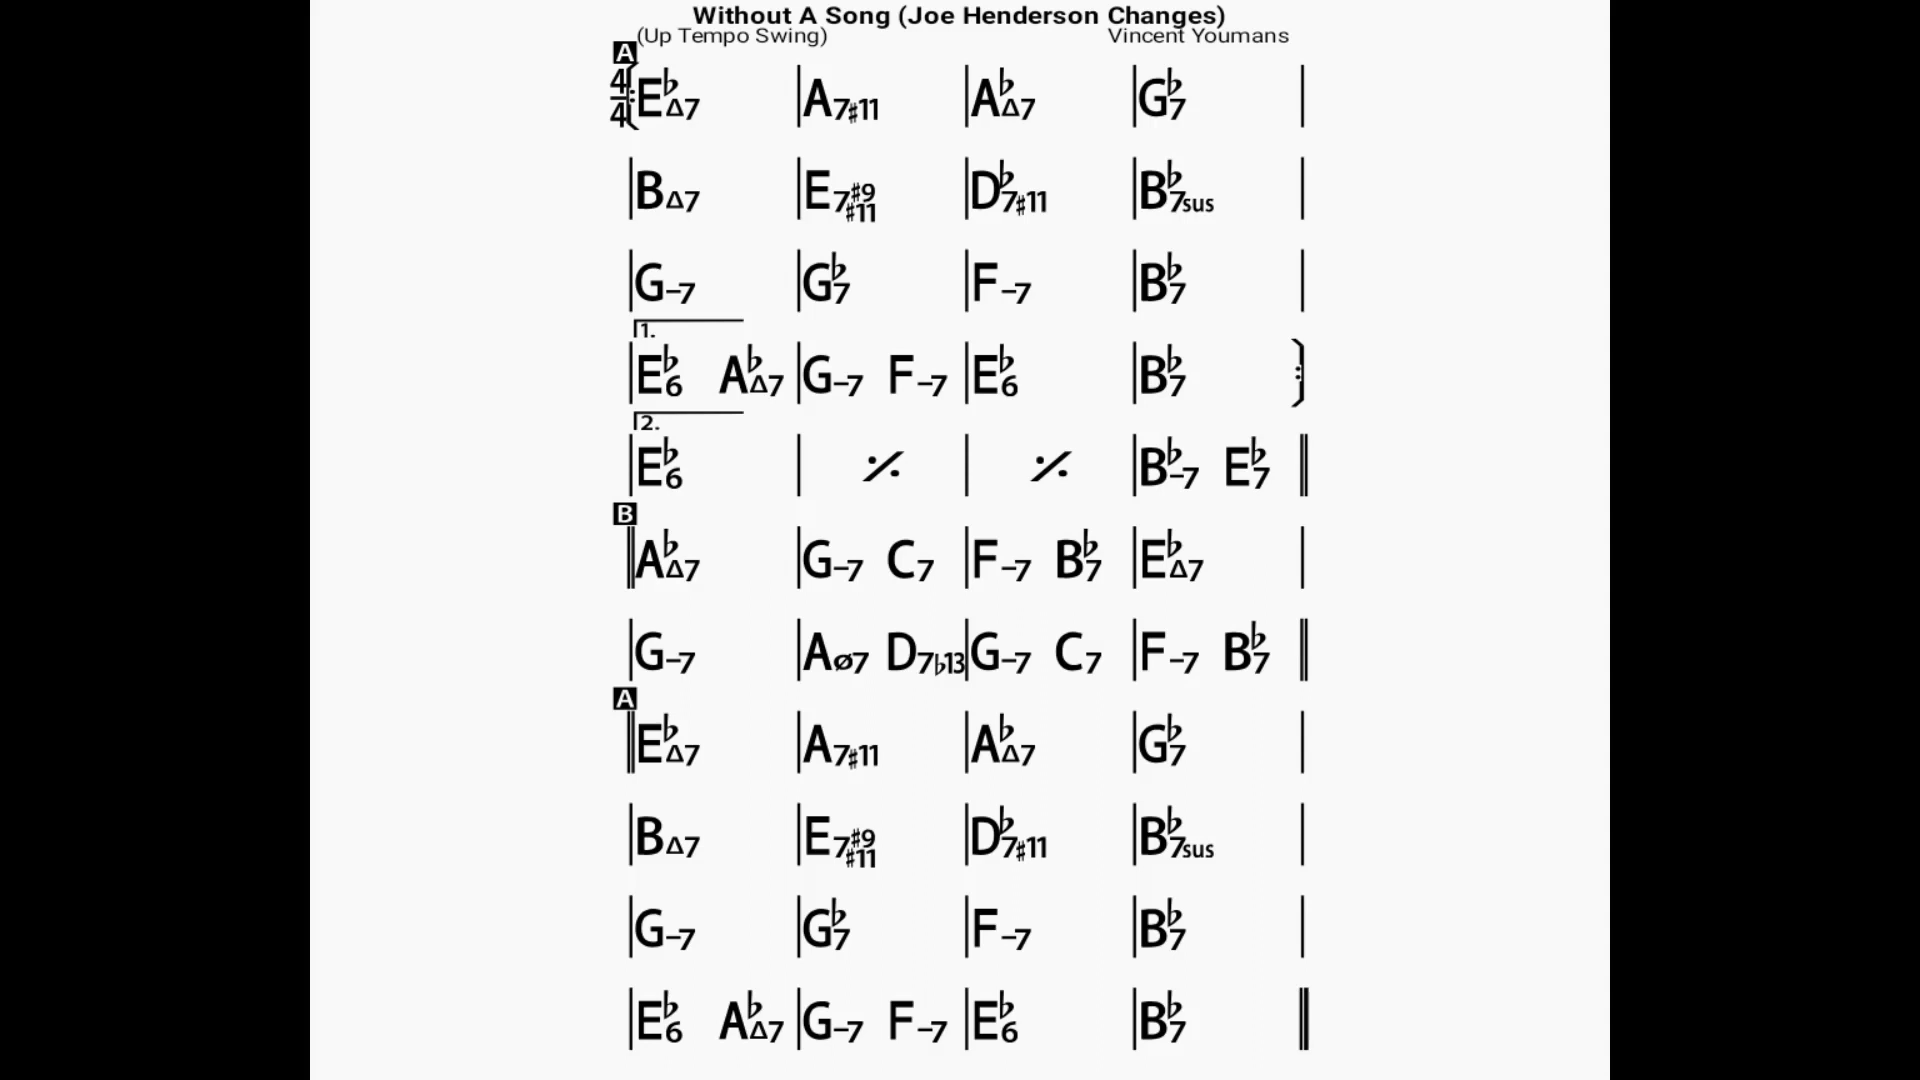 Without A Song (Joe Henderson Changes)
(Up Tempo Swing) Vincent Youmans
A
4/4 E♭Δ7 | A7♯11 | A♭Δ7 | G♭7 |
| BΔ7 | E7♯9♯11 | D♭7♯11 | B♭7sus |
| G–7 | G♭7 | F–7 | B♭7 |
1.
| E♭6 A♭Δ7 | G–7 F–7 | E♭6 | B♭7
2.
| E♭6 | 𝄎 | 𝄎 | B♭–7 E♭7 ||
B
|| A♭Δ7 | G–7 C7 | F–7 B♭7 | E♭Δ7 |
| G–7 | Aø7 D7♭13 | G–7 C7 | F–7 B♭7 ||
A
|| E♭Δ7 | A7♯11 | A♭Δ7 | G♭7 |
| BΔ7 | E7♯9♯11 | D♭7♯11 | B♭7sus |
| G–7 | G♭7 | F–7 | B♭7 |
| E♭6 A♭Δ7 | G–7 F–7 | E♭6 | B♭7 ||